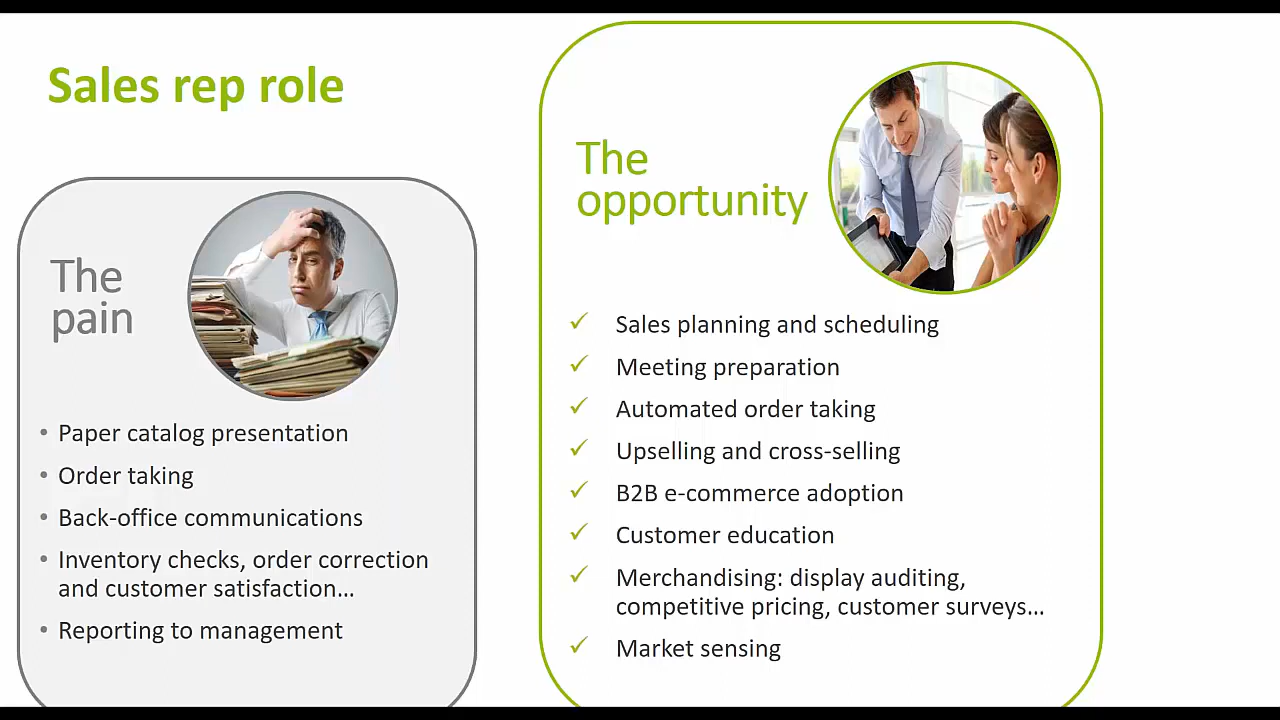 Sales rep role
The
pain
• Paper catalog presentation
• Order taking
• Back-office communications
• Inventory checks, order correction
and customer satisfaction...
• Reporting to management
The
opportunity
✓ Sales planning and scheduling
✓ Meeting preparation
✓ Automated order taking
✓ Upselling and cross-selling
✓ B2B e-commerce adoption
✓ Customer education
✓ Merchandising: display auditing,
competitive pricing, customer surveys...
✓ Market sensing